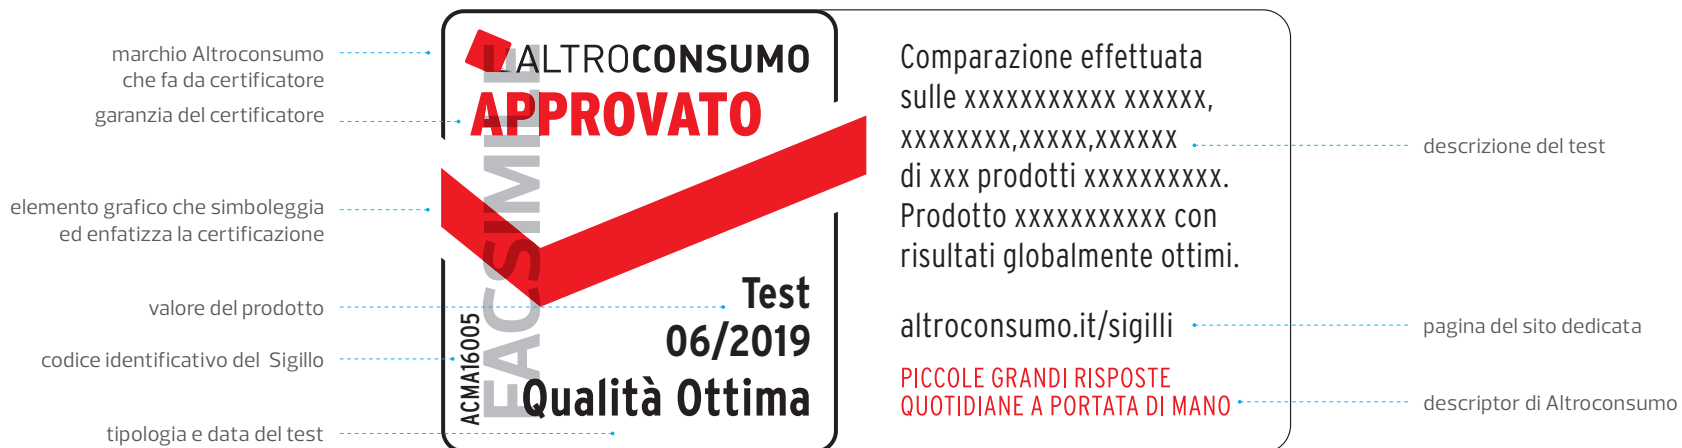 marchio Altroconsumo
che fa da certificatore
garanzia del certificatore
elemento grafico che simboleggia
ed enfatizza la certificazione
valore del prodotto
codice identificativo del Sigillo
tipologia e data del test
ALTROCONSUMO
APPROVATO
FACSIMILE
Test
06/2019
Qualità Ottima
ACMA16005
Comparazione effettuata
sulle xxxxxxxxxxx xxxxxx,
xxxxxxxx,xxxxx,xxxxxx
di xxx prodotti xxxxxxxxxx.
Prodotto xxxxxxxxxxx con
risultati globalmente ottimi.
altroconsumo.it/sigilli
PICCOLE GRANDI RISPOSTE
QUOTIDIANE A PORTATA DI MANO
descrizione del test
pagina del sito dedicata
descriptor di Altroconsumo